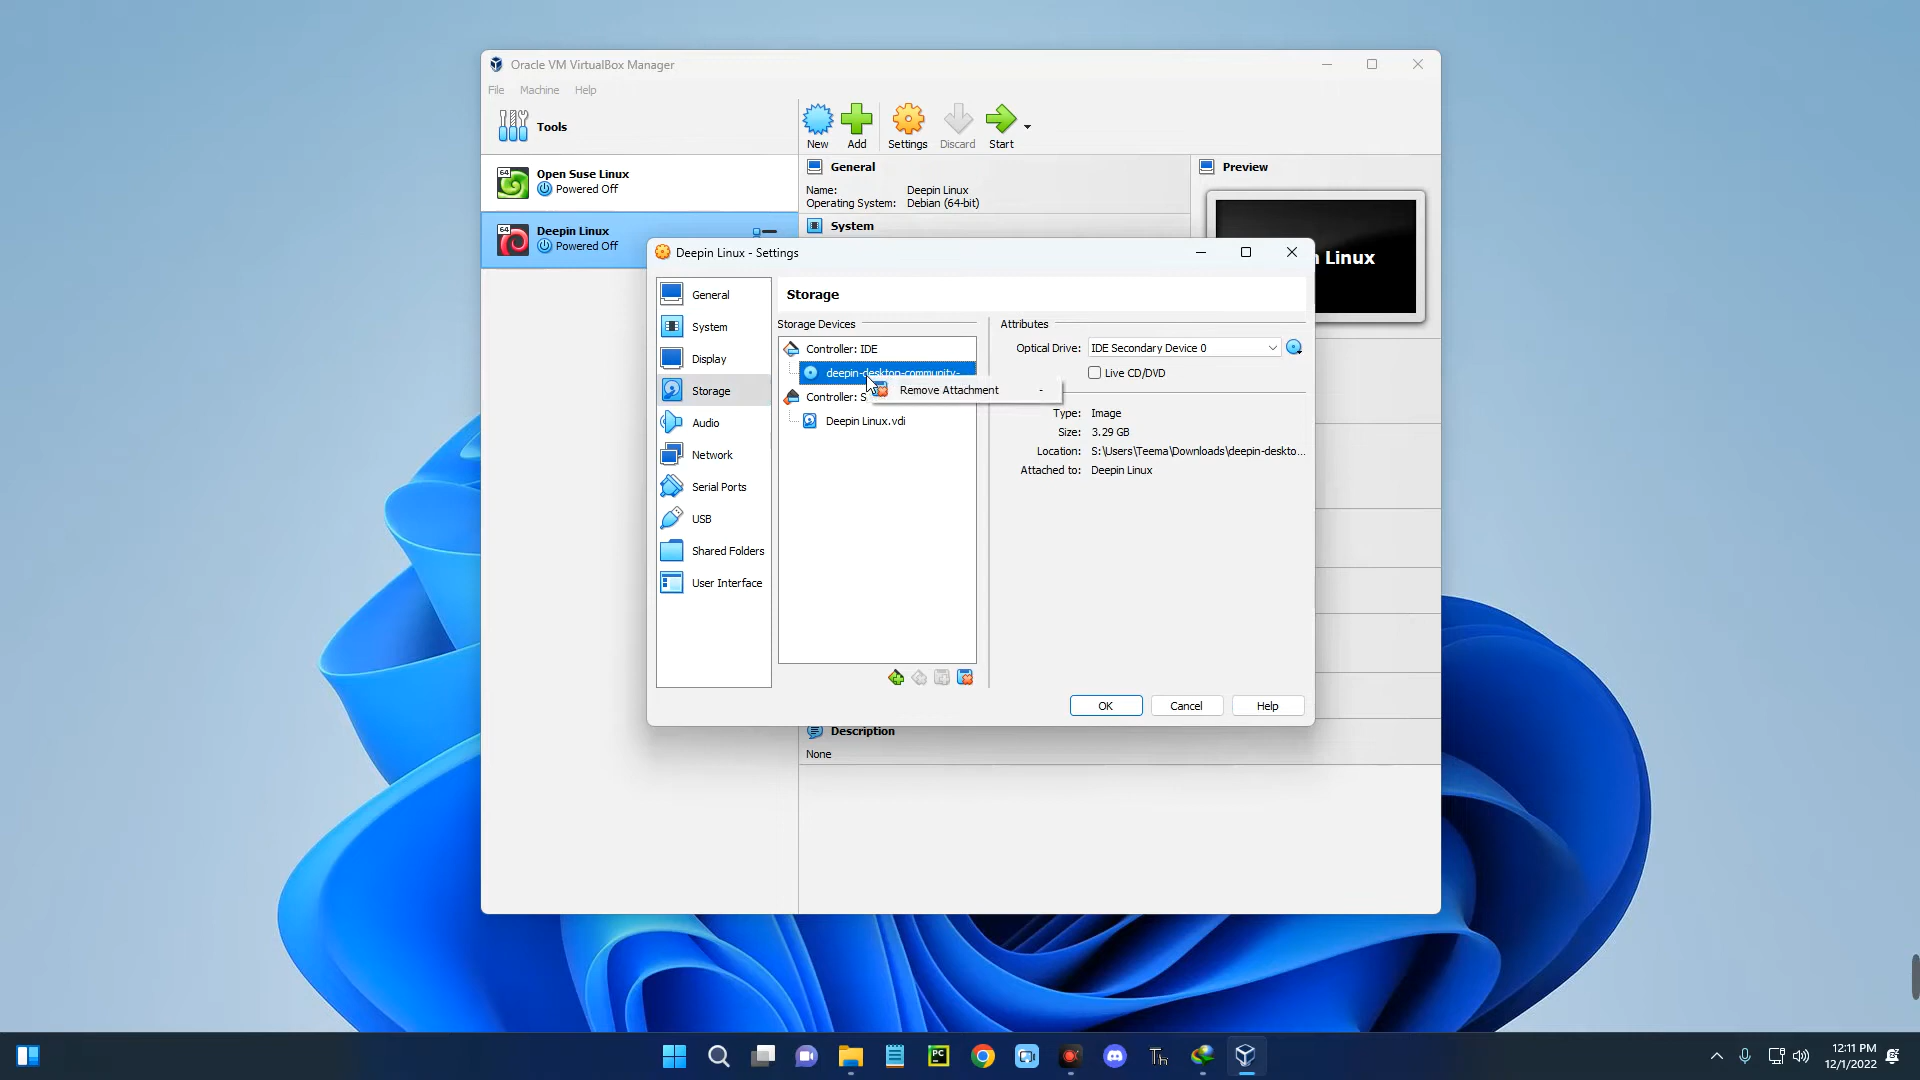 Oracle VM VirtualBox Manager
File Machine Help
Tools
New Add Settings Discard Start
64
Open Suse Linux
Powered Off
64
Deepin Linux
Powered Off
General
Name: Deepin Linux
Operating System: Debian (64-bit)
System
Preview
n Linux
Deepin Linux - Settings
General
System
Display
Storage
Audio
Network
Serial Ports
USB
Shared Folders
User Interface
Storage
Storage Devices
Controller: IDE
deepin-desktop-community-
Remove Attachment -
Controller: S
Deepin Linux.vdi
Attributes
Optical Drive: IDE Secondary Device 0
Live CD/DVD
Type: Image
Size: 3.29 GB
Location: S:\Users\Teema\Downloads\deepin-deskto...
Attached to: Deepin Linux
OK Cancel Help
Description
None
PC
Th
12:11 PM
12/1/2022